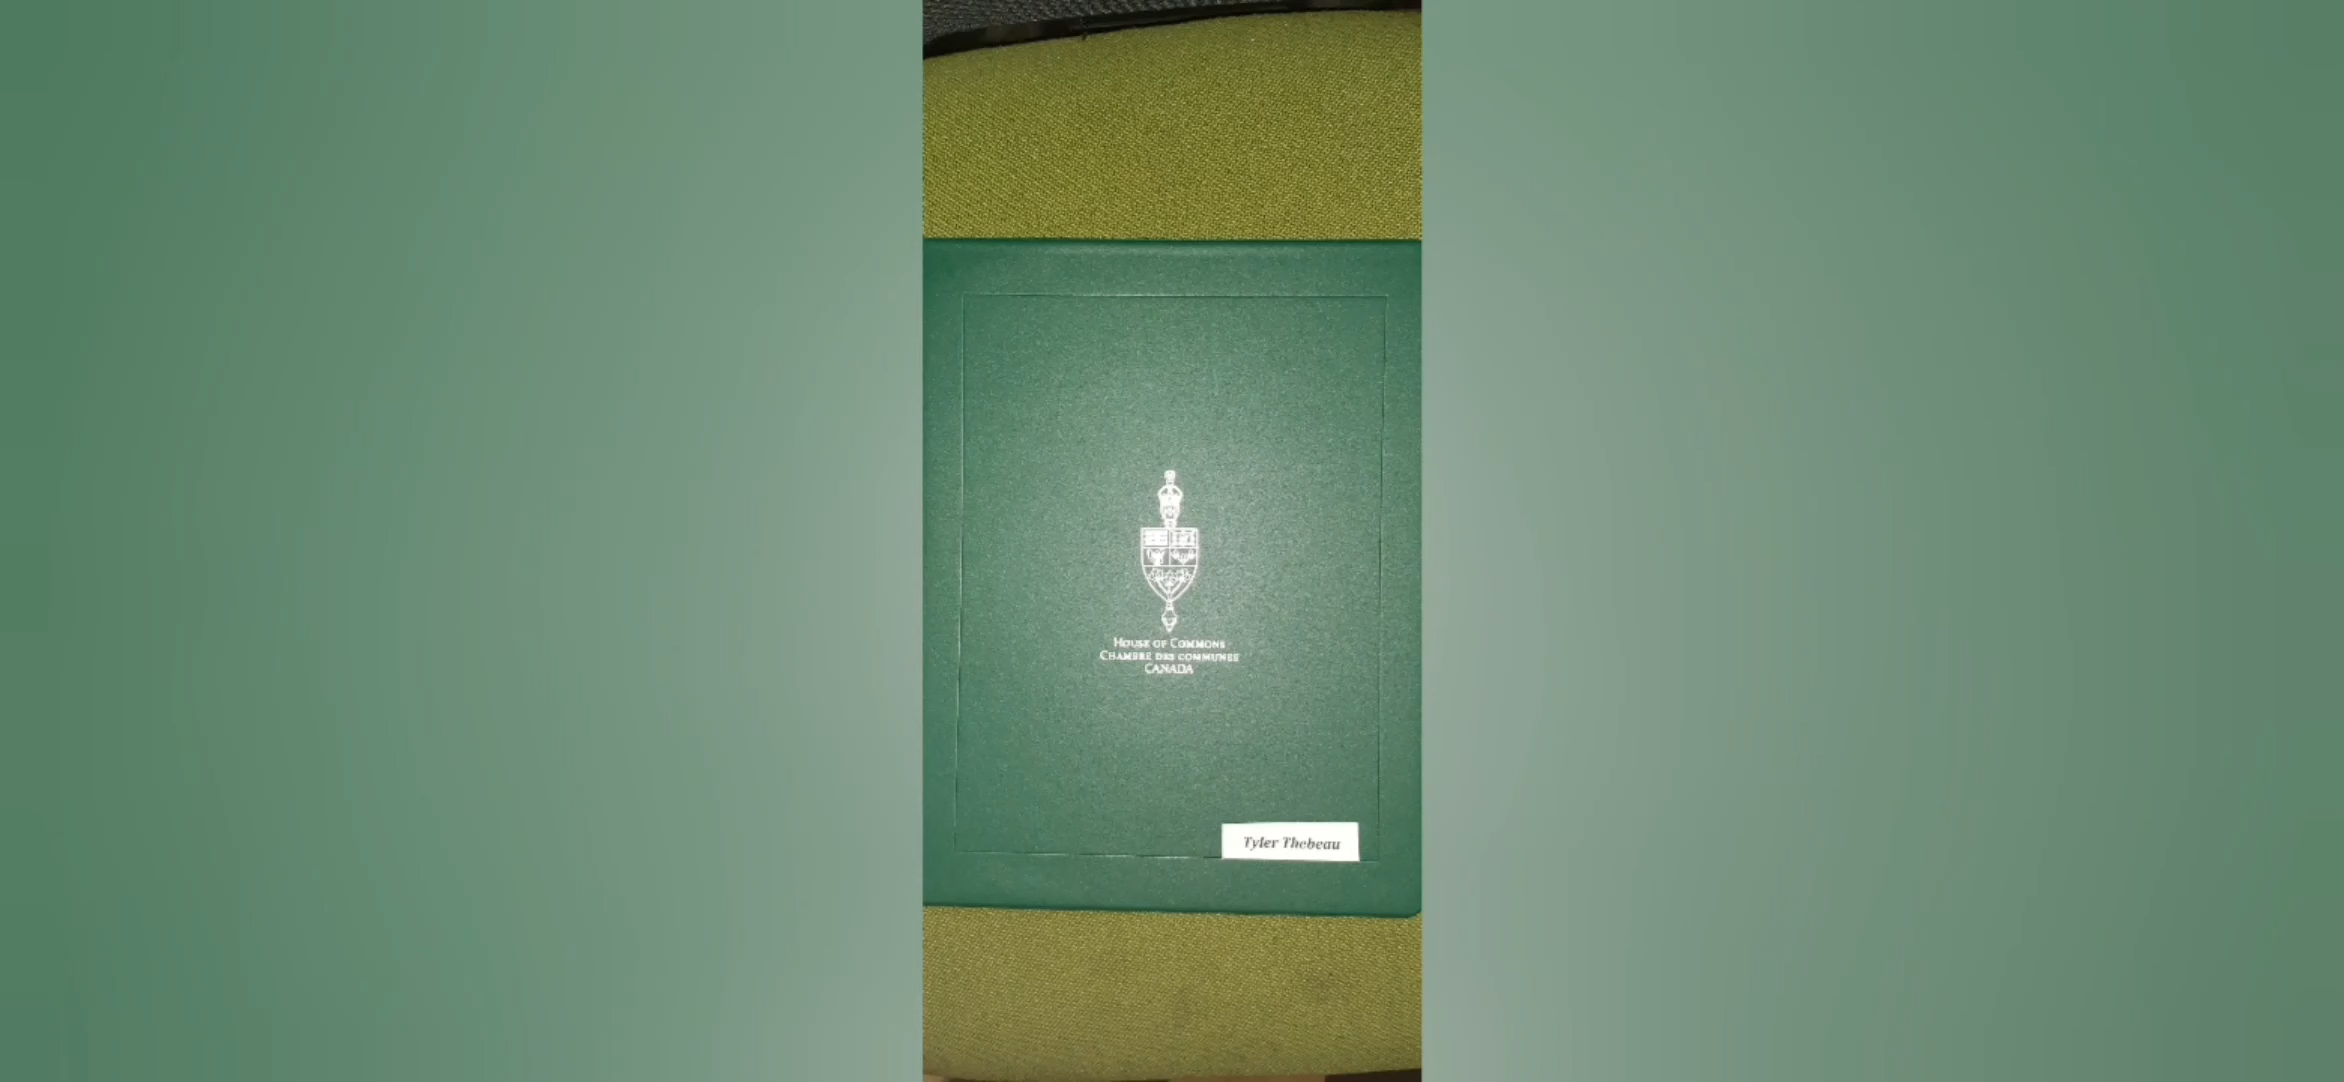 HOUSE OF COMMONS
CHAMBRE DES COMMUNES
CANADA
Tyler Thebeau